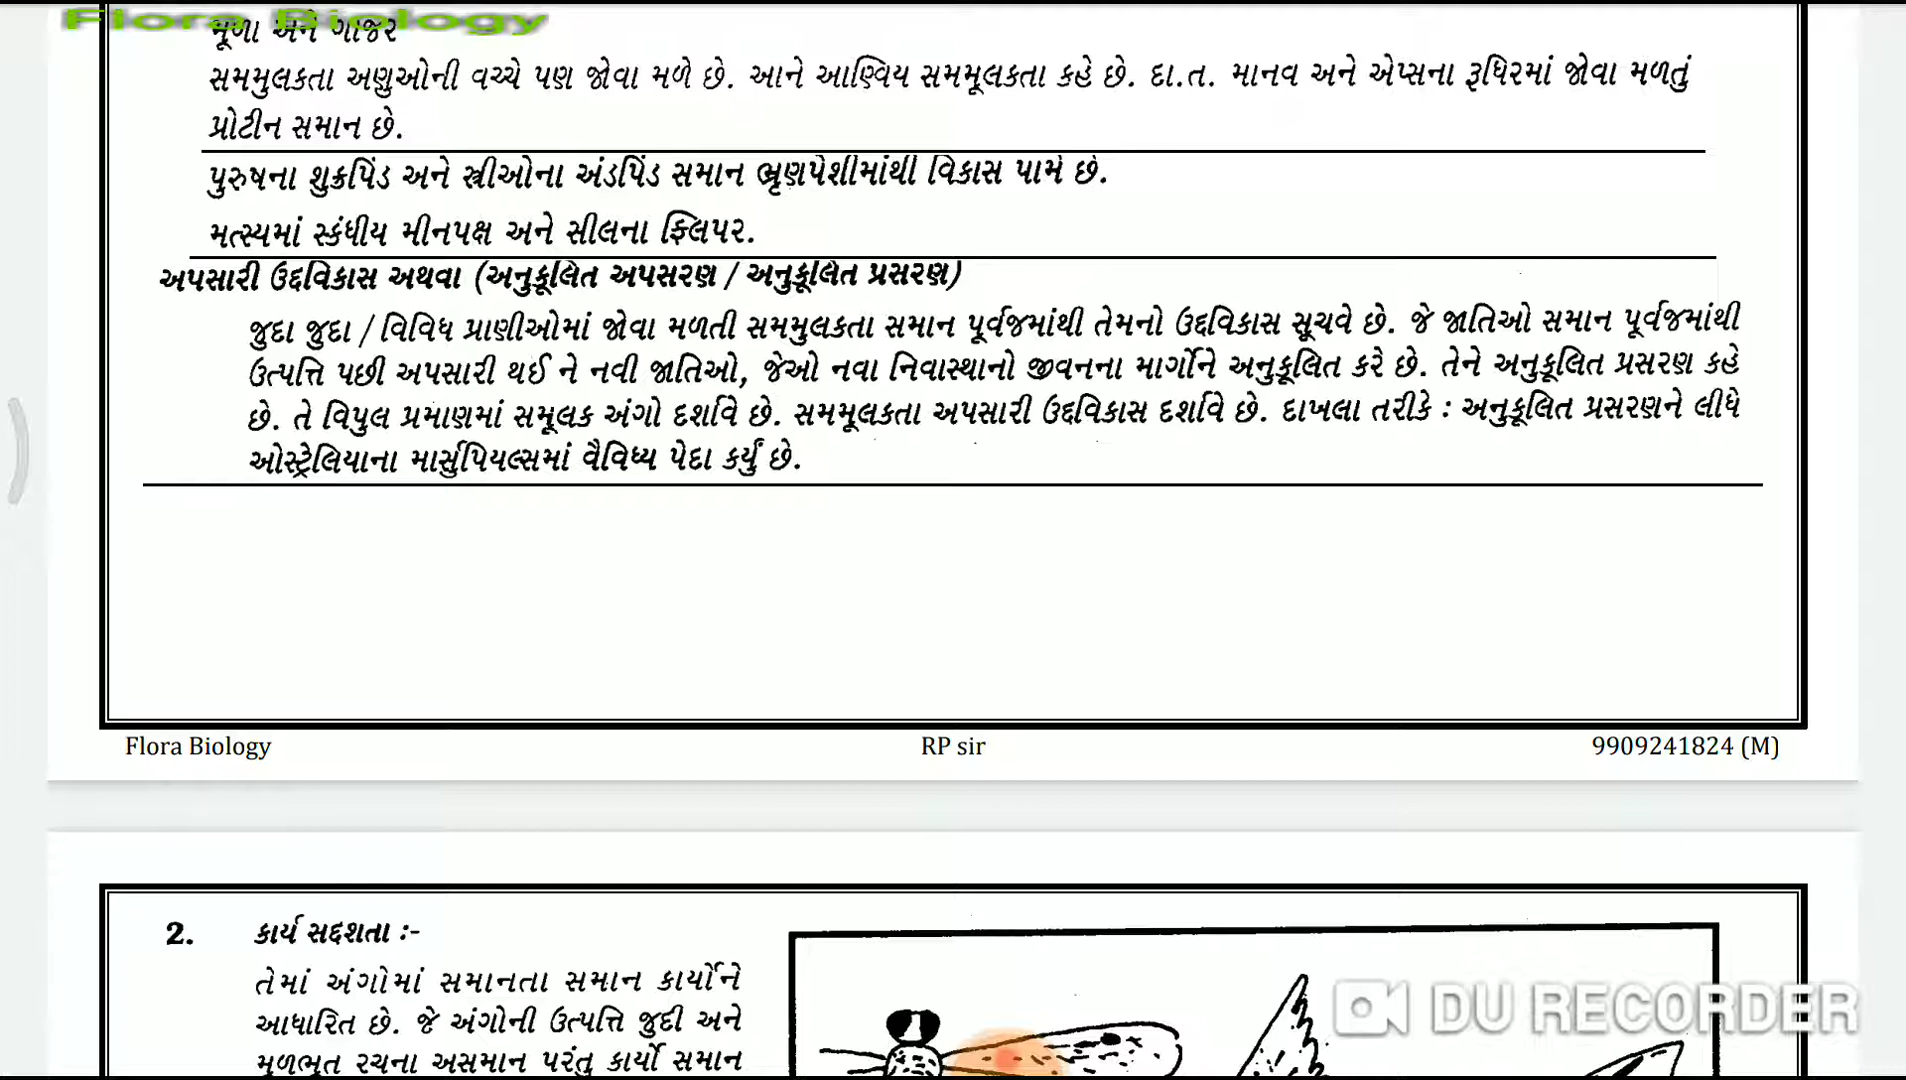 Flora Biology
મૂળા અને ગાજર
સમમુલકતા અણુઓની વચ્ચે પણ જોવા મળે છે. આને આણ્વિય સમમૂલકતા કહે છે. દા.ત. માનવ અને એપ્સના રૂધિરમાં જોવા મળતું
પ્રોટીન સમાન છે.
પુરુષના શુક્રપિંડ અને સ્ત્રીઓના અંડપિંડ સમાન ભ્રૃણપેશીમાંથી વિકાસ પામે છે.
મત્સ્યમાં સ્કંધીય મીનપક્ષ અને સીલના ફ્લિપર.
અપસારી ઉદ્દવિકાસ અથવા (અનુકૂલિત અપસરણ / અનુકૂલિત પ્રસરણ)
જુદા જુદા / વિવિધ પ્રાણીઓમાં જોવા મળતી સમમુલકતા સમાન પૂર્વજમાંથી તેમનો ઉદ્દવિકાસ સૂચવે છે. જે જાતિઓ સમાન પૂર્વજમાંથી
ઉત્પત્તિ પછી અપસારી થઈ ને નવી જાતિઓ, જેઓ નવા નિવાસ્થાનો જીવનના માર્ગોને અનુકૂલિત કરે છે. તેને અનુકૂલિત પ્રસરણ કહે
છે. તે વિપુલ પ્રમાણમાં સમૂલક અંગો દર્શાવે છે. સમમૂલકતા અપસારી ઉદ્દવિકાસ દર્શાવે છે. દાખલા તરીકે : અનુકૂલિત પ્રસરણને લીધે
ઓસ્ટ્રેલિયાના માર્સુપિયલ્સમાં વૈવિધ્ય પેદા કર્યું છે.
Flora Biology RP sir 9909241824 (M)
2. કાર્ય સદ્દશતા :-
તેમાં અંગોમાં સમાનતા સમાન કાર્યોને
આધારિત છે. જે અંગોની ઉત્પત્તિ જુદી અને
મૂળભૂત રચના અસમાન પરંતુ કાર્યો સમાન
DU RECORDER